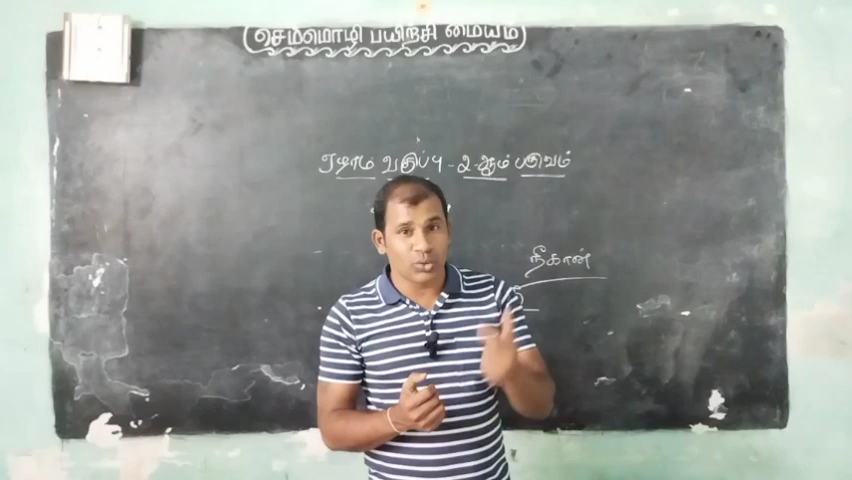 செம்மொழி பயிற்சி மையம்
ஏழாம் வகுப்பு - 2-ஆம் பருவம்
நீகான்